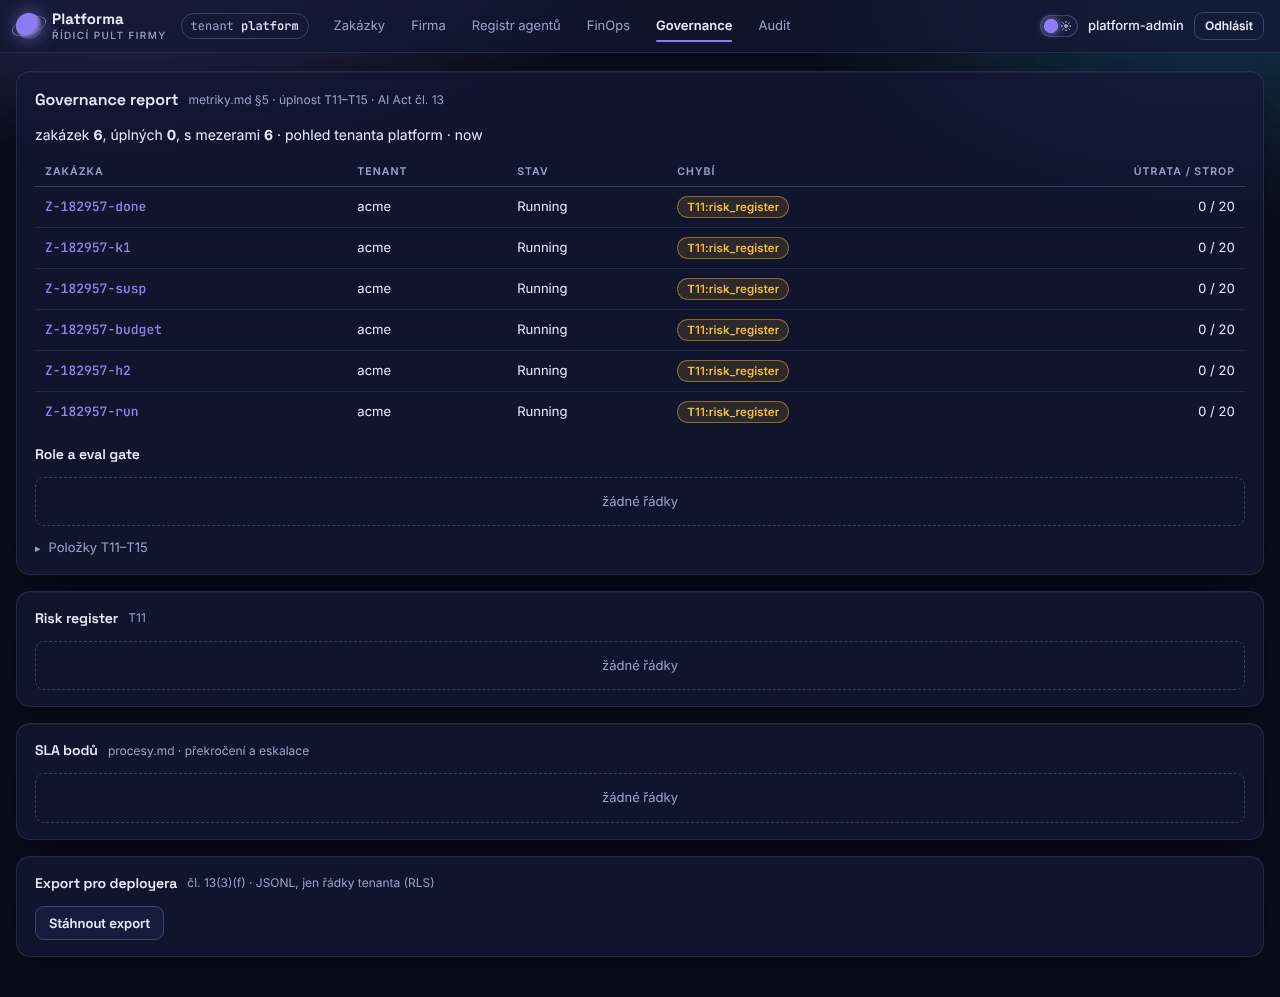 Platforma
ŘÍDICÍ PULT FIRMY
tenant platform
Zakázky Firma Registr agentů FinOps Governance Audit
platform-admin
Odhlásit
Governance report metriky.md §5 · úplnost T11–T15 · AI Act čl. 13
zakázek 6, úplných 0, s mezerami 6 · pohled tenanta platform · now
ZAKÁZKA TENANT STAV CHYBÍ ÚTRATA / STROP
Z-182957-done acme Running T11:risk_register 0 / 20
Z-182957-k1 acme Running T11:risk_register 0 / 20
Z-182957-susp acme Running T11:risk_register 0 / 20
Z-182957-budget acme Running T11:risk_register 0 / 20
Z-182957-h2 acme Running T11:risk_register 0 / 20
Z-182957-run acme Running T11:risk_register 0 / 20
Role a eval gate
žádné řádky
▸ Položky T11–T15
Risk register T11
žádné řádky
SLA bodů procesy.md · překročení a eskalace
žádné řádky
Export pro deployera čl. 13(3)(f) · JSONL, jen řádky tenanta (RLS)
Stáhnout export